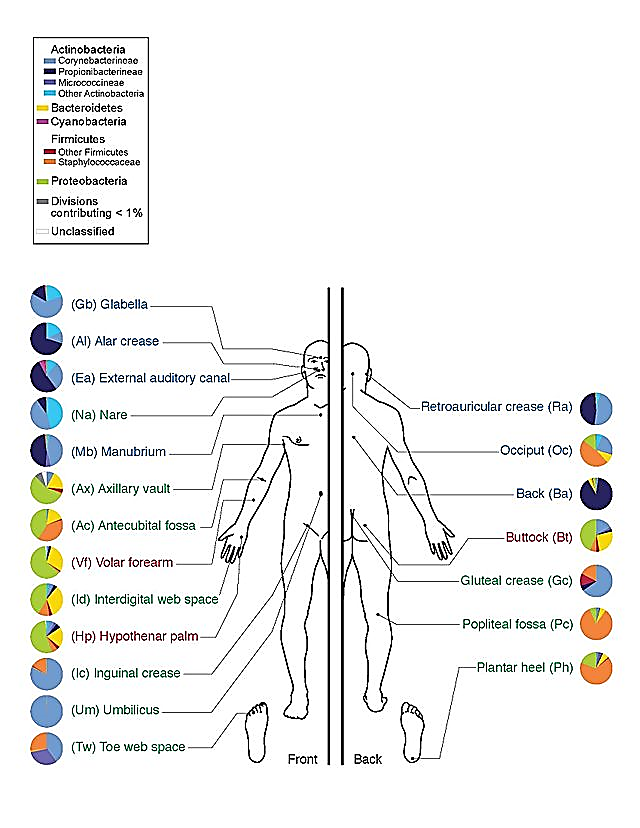 Actinobacteria
Corynebacterineae
Propionibacterineae
Micrococcineae
Other Actinobacteria
Bacteroidetes
Cyanobacteria
Firmicutes
Other Firmicutes
Staphylococcaceae
Proteobacteria
Divisions
contributing < 1%
Unclassified
(Gb) Glabella
(Al) Alar crease
(Ea) External auditory canal
(Na) Nare
(Mb) Manubrium
(Ax) Axillary vault
(Ac) Antecubital fossa
(Vf) Volar forearm
(Id) Interdigital web space
(Hp) Hypothenar palm
(Ic) Inguinal crease
(Um) Umbilicus
(Tw) Toe web space
Retroauricular crease (Ra)
Occiput (Oc)
Back (Ba)
Buttock (Bt)
Gluteal crease (Gc)
Popliteal fossa (Pc)
Plantar heel (Ph)
Front
Back